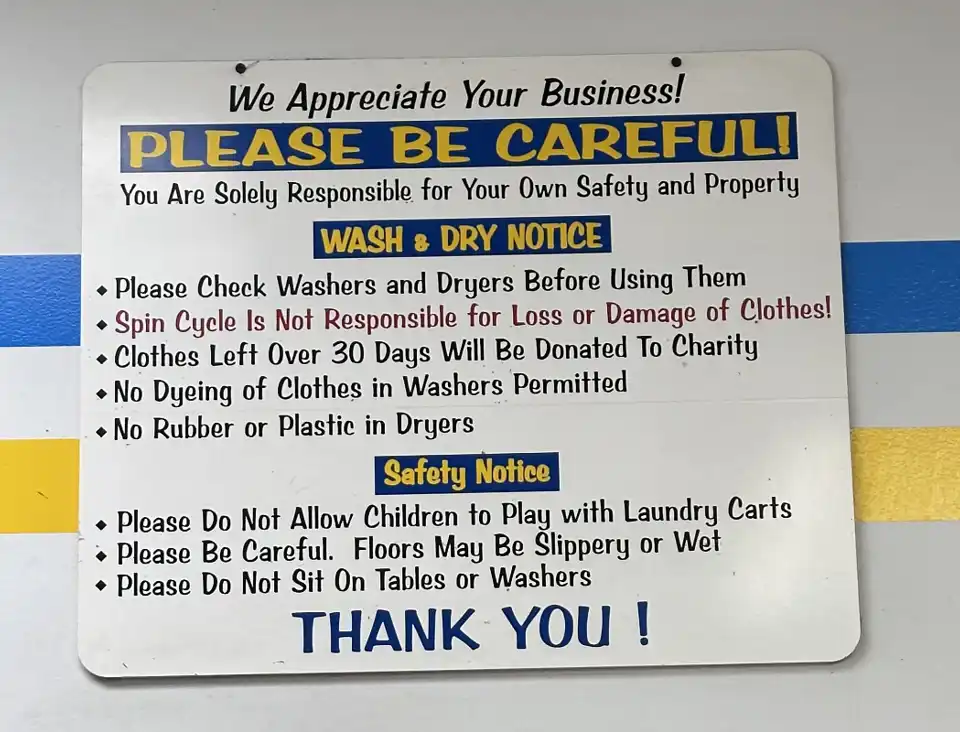 We Appreciate Your Business!
PLEASE BE CAREFUL!
You Are Solely Responsible for Your Own Safety and Property
WASH & DRY NOTICE
◆ Please Check Washers and Dryers Before Using Them
◆ Spin Cycle Is Not Responsible for Loss or Damage of Clothes!
◆ Clothes Left Over 30 Days Will Be Donated To Charity
◆ No Dyeing of Clothes in Washers Permitted
◆ No Rubber or Plastic in Dryers
Safety Notice
◆ Please Do Not Allow Children to Play with Laundry Carts
◆ Please Be Careful. Floors May Be Slippery or Wet
◆ Please Do Not Sit On Tables or Washers
THANK YOU !